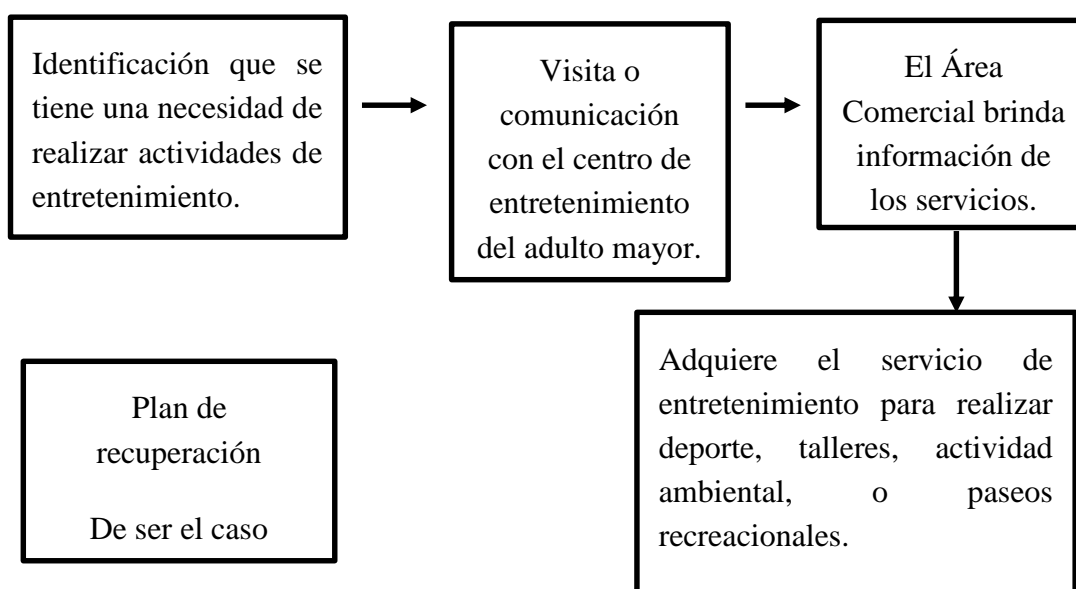 Identificación que se
tiene una necesidad de
realizar actividades de
entretenimiento.
Visita o
comunicación
con el centro de
entretenimiento
del adulto mayor.
El Área
Comercial brinda
información de
los servicios.
Adquiere el servicio de
entretenimiento para realizar
deporte, talleres, actividad
ambiental, o paseos
recreacionales.
Plan de
recuperación
De ser el caso